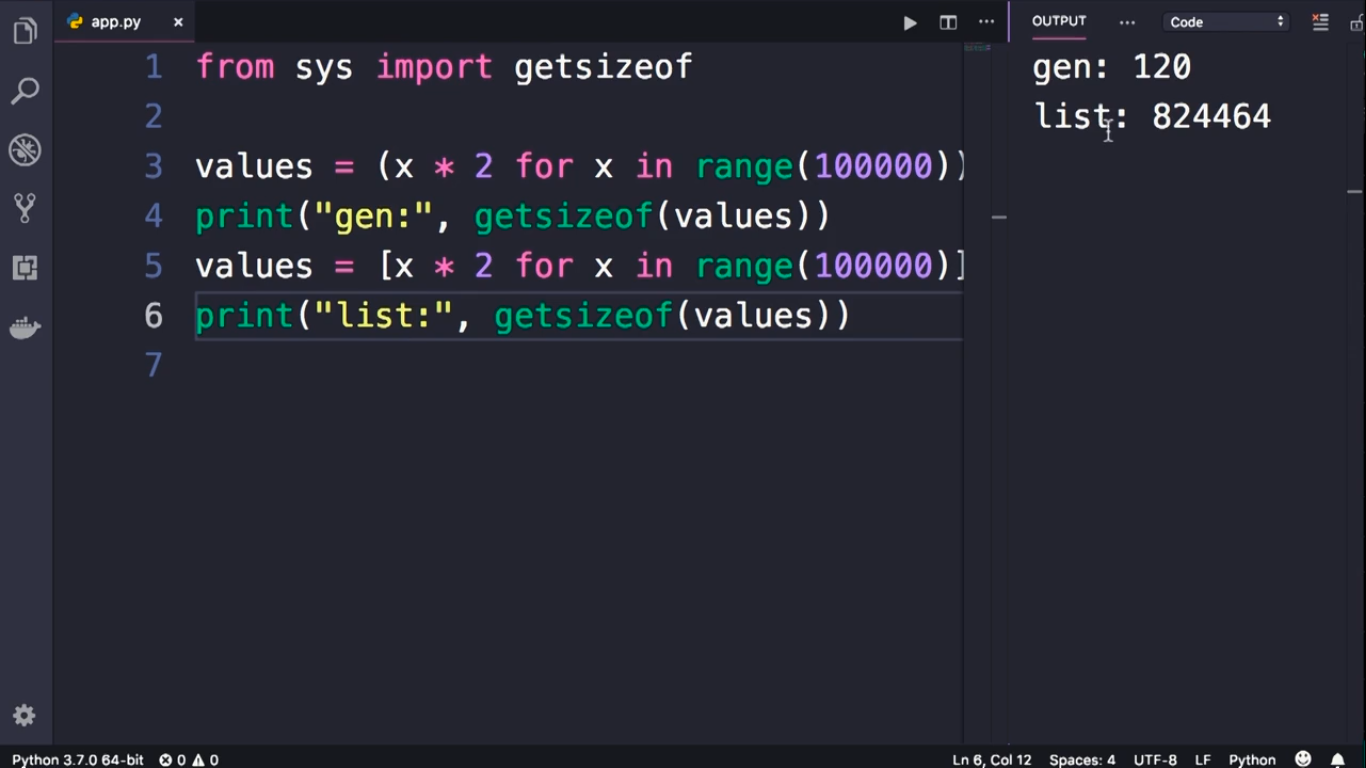 app.py
OUTPUT
Code
1 from sys import getsizeof
2
3 values = (x * 2 for x in range(100000))
4 print("gen:", getsizeof(values))
5 values = [x * 2 for x in range(100000)]
6 print("list:", getsizeof(values))
7
gen: 120
list: 824464
Python 3.7.0 64-bit 0 0
Ln 6, Col 12 Spaces: 4 UTF-8 LF Python